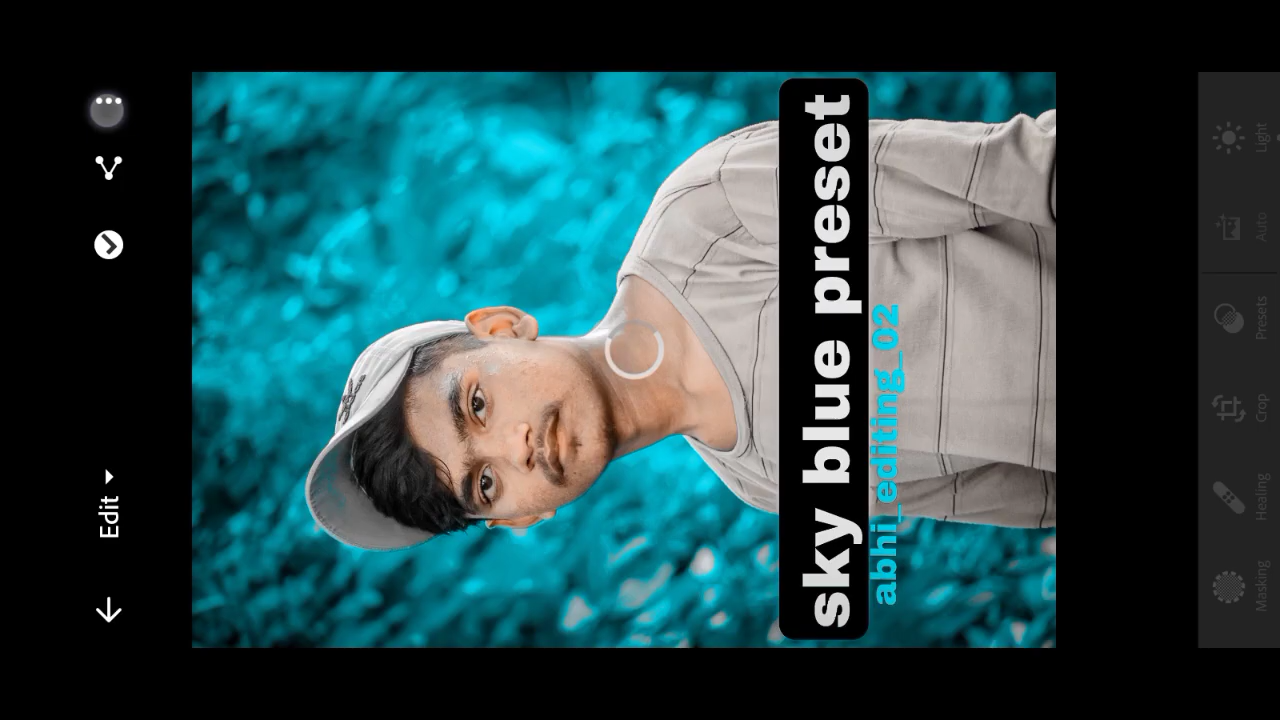 Edit
sky blue preset
abhi_editing_02
Masking
Healing
Crop
Presets
Auto
Light